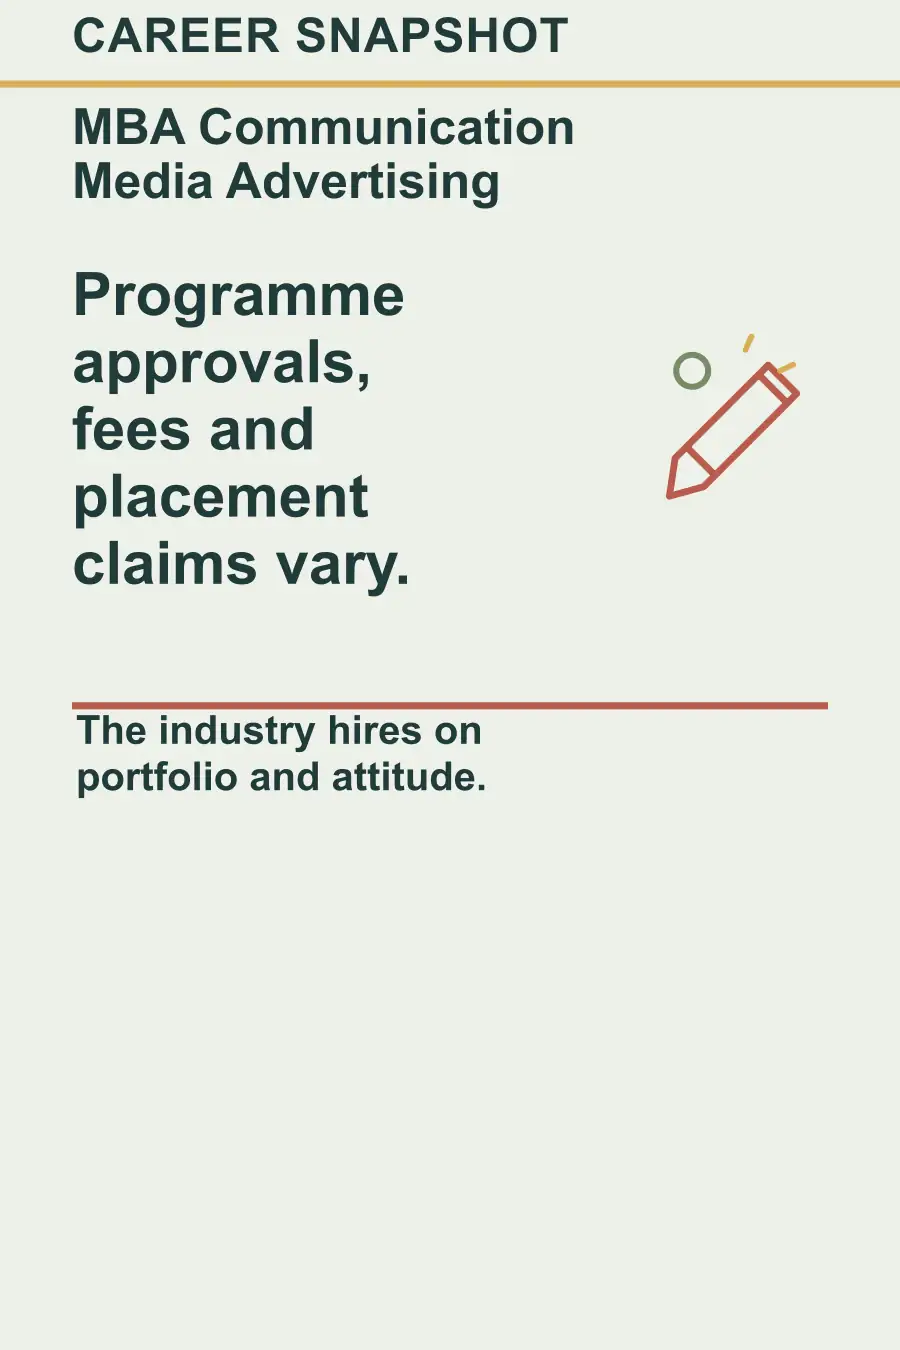 CAREER SNAPSHOT
MBA Communication
Media Advertising
Programme
approvals,
fees and
placement
claims vary.
The industry hires on
portfolio and attitude.